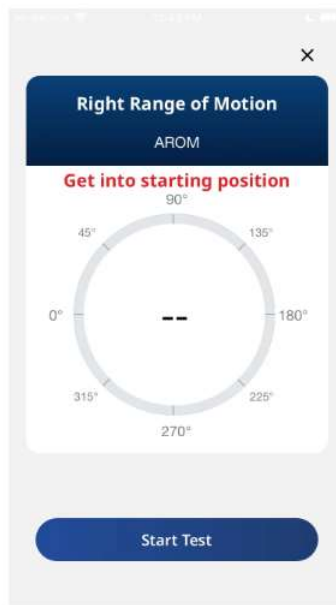 Right Range of Motion
AROM
Get into starting position
90°
45°
135°
0°
--
180°
315°
225°
270°
Start Test